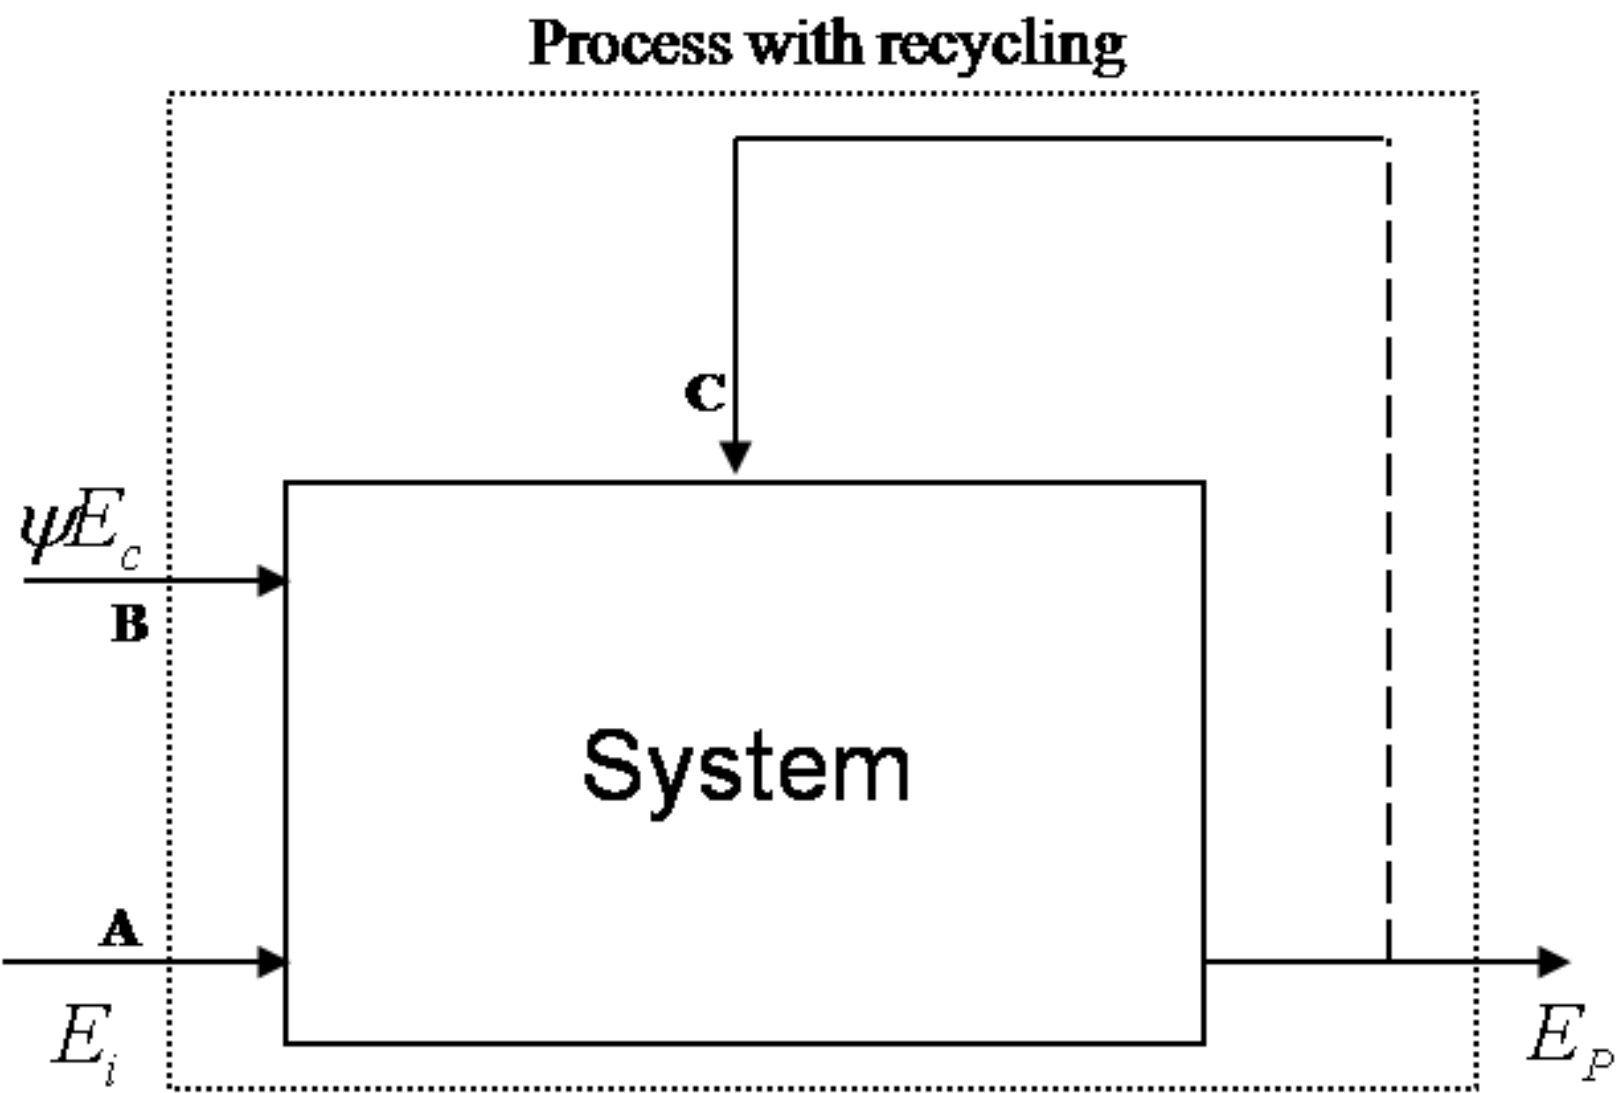 Process with recycling
C
ψE_c
B
System
A
E_i
E_P